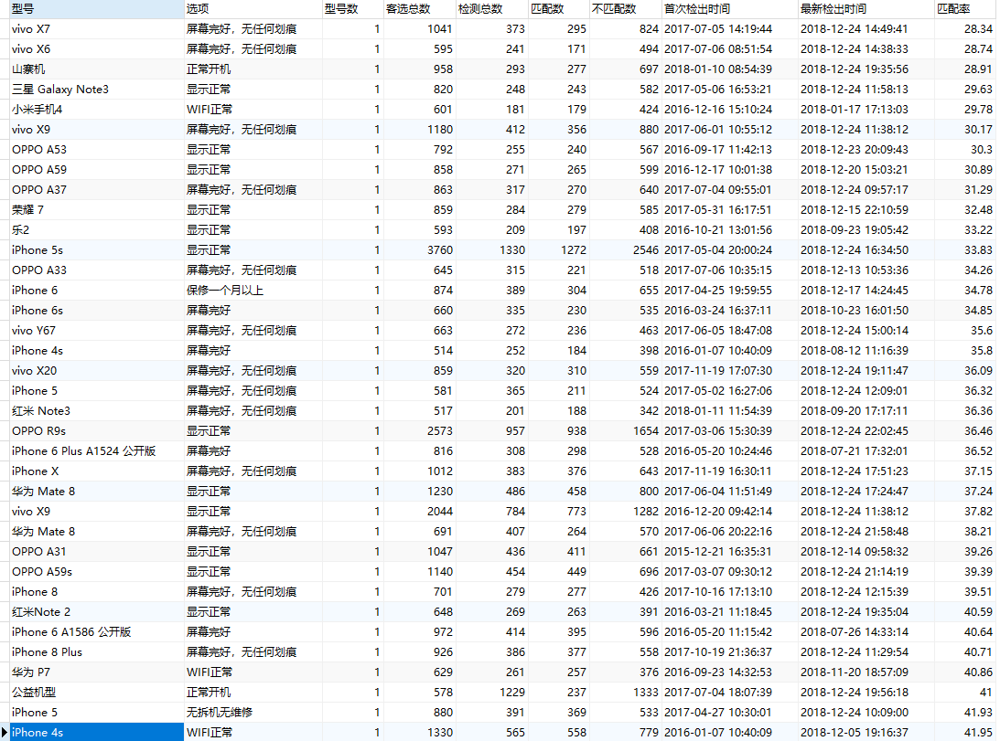 型号 选项 型号数 客选总数 检测总数 匹配数 不匹配数 首次检出时间 最新检出时间 匹配率
vivo X7 屏幕完好，无任何划痕 1 1041 373 295 824 2017-07-05 14:19:44 2018-12-24 14:49:41 28.34
vivo X6 屏幕完好，无任何划痕 1 595 241 171 494 2017-07-06 08:51:54 2018-12-24 14:38:33 28.74
山寨机 正常开机 1 958 293 277 697 2018-01-10 08:54:39 2018-12-24 19:35:56 28.91
三星 Galaxy Note3 显示正常 1 820 248 243 582 2017-05-06 16:53:21 2018-12-24 11:58:13 29.63
小米手机4 WIFI正常 1 601 181 179 424 2016-12-16 15:10:24 2018-01-17 17:13:03 29.78
vivo X9 屏幕完好，无任何划痕 1 1180 412 356 880 2017-06-01 10:55:12 2018-12-24 11:38:12 30.17
OPPO A53 显示正常 1 792 255 240 567 2016-09-17 11:42:13 2018-12-23 20:09:43 30.3
OPPO A59 显示正常 1 858 271 265 599 2016-12-17 10:01:38 2018-12-20 15:03:21 30.89
OPPO A37 屏幕完好，无任何划痕 1 863 317 270 640 2017-07-04 09:55:01 2018-12-24 09:57:17 31.29
荣耀 7 显示正常 1 859 284 279 585 2017-05-31 16:17:51 2018-12-15 22:10:59 32.48
乐2 显示正常 1 593 209 197 408 2016-10-21 13:01:56 2018-09-23 19:05:42 33.22
iPhone 5s 显示正常 1 3760 1330 1272 2546 2017-05-04 20:00:24 2018-12-24 16:34:50 33.83
OPPO A33 屏幕完好，无任何划痕 1 645 315 221 518 2017-07-06 10:35:15 2018-12-13 10:53:36 34.26
iPhone 6 保修一个月以上 1 874 389 304 655 2017-04-25 19:59:55 2018-12-17 14:24:45 34.78
iPhone 6s 屏幕完好 1 660 335 230 535 2016-03-24 16:37:11 2018-10-23 16:01:50 34.85
vivo Y67 屏幕完好，无任何划痕 1 663 272 236 463 2017-06-05 18:47:08 2018-12-24 15:00:14 35.6
iPhone 4s 屏幕完好 1 514 252 184 398 2016-01-07 10:40:09 2018-08-12 11:16:39 35.8
vivo X20 屏幕完好，无任何划痕 1 859 320 310 559 2017-11-19 17:07:30 2018-12-24 19:11:47 36.09
iPhone 5 屏幕完好，无任何划痕 1 581 365 211 524 2017-05-02 16:27:06 2018-12-24 12:09:01 36.32
红米 Note3 屏幕完好，无任何划痕 1 517 201 188 342 2018-01-11 11:54:39 2018-09-20 17:17:11 36.36
OPPO R9s 显示正常 1 2573 957 938 1654 2017-03-06 15:30:39 2018-12-24 22:02:45 36.46
iPhone 6 Plus A1524 公开版 屏幕完好 1 816 308 298 528 2016-05-20 10:24:46 2018-07-21 17:32:01 36.52
iPhone X 屏幕完好，无任何划痕 1 1012 383 376 643 2017-11-19 16:30:11 2018-12-24 17:51:23 37.15
华为 Mate 8 显示正常 1 1230 486 458 800 2017-06-04 11:51:49 2018-12-24 17:24:47 37.24
vivo X9 显示正常 1 2044 784 773 1282 2016-12-20 09:42:14 2018-12-24 11:38:12 37.82
华为 Mate 8 屏幕完好，无任何划痕 1 691 407 264 570 2017-06-06 20:22:16 2018-12-24 21:58:48 38.21
OPPO A31 显示正常 1 1047 436 411 661 2015-12-21 16:35:31 2018-12-14 09:58:32 39.26
OPPO A59s 显示正常 1 1140 454 449 696 2017-03-07 09:30:12 2018-12-24 21:14:19 39.39
iPhone 8 屏幕完好，无任何划痕 1 701 279 277 426 2017-10-16 17:13:10 2018-12-24 12:15:39 39.51
红米Note 2 显示正常 1 648 269 263 391 2016-03-21 11:18:45 2018-12-24 19:35:04 40.59
iPhone 6 A1586 公开版 屏幕完好 1 972 414 395 596 2016-05-20 11:15:42 2018-07-26 14:33:14 40.64
iPhone 8 Plus 屏幕完好，无任何划痕 1 926 386 377 558 2017-10-19 21:36:37 2018-12-24 11:29:54 40.71
华为 P7 WIFI正常 1 629 261 257 376 2016-09-23 14:32:53 2018-11-20 18:57:09 40.86
公益机型 正常开机 1 578 1229 237 1333 2017-07-04 18:07:39 2018-12-24 19:56:18 41
iPhone 5 无拆机无维修 1 880 391 369 533 2017-04-27 10:30:01 2018-12-24 10:09:00 41.93
iPhone 4s WIFI正常 1 1330 565 558 779 2016-01-07 10:40:09 2018-12-05 19:16:37 41.95